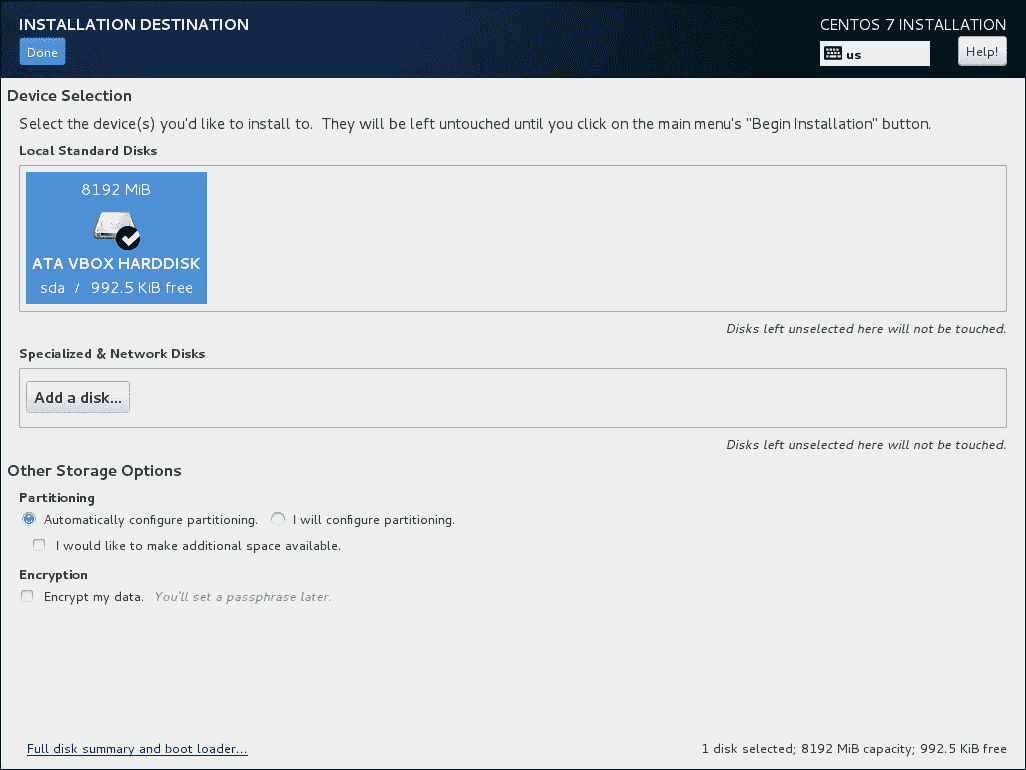 INSTALLATION DESTINATION
CENTOS 7 INSTALLATION
Done
us
Help!
Device Selection
Select the device(s) you'd like to install to.  They will be left untouched until you click on the main menu's "Begin Installation" button.
Local Standard Disks
8192 MiB
ATA VBOX HARDDISK
sda / 992.5 KiB free
Disks left unselected here will not be touched.
Specialized & Network Disks
Add a disk...
Disks left unselected here will not be touched.
Other Storage Options
Partitioning
Automatically configure partitioning. I will configure partitioning.
I would like to make additional space available.
Encryption
Encrypt my data. You'll set a passphrase later.
Full disk summary and boot loader...
1 disk selected; 8192 MiB capacity; 992.5 KiB free